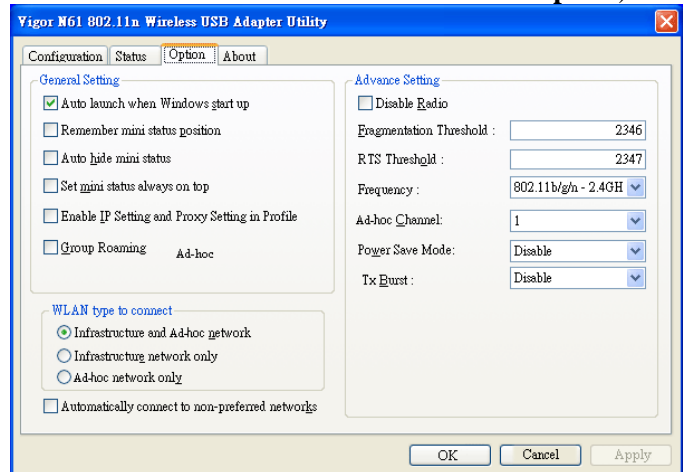 Vigor N61 802.11n Wireless USB Adapter Utility
Configuration Status Option About
General Setting
Auto launch when Windows start up
Remember mini status position
Auto hide mini status
Set mini status always on top
Enable IP Setting and Proxy Setting in Profile
Group Roaming Ad-hoc
WLAN type to connect
Infrastructure and Ad-hoc network
Infrastructure network only
Ad-hoc network only
Automatically connect to non-preferred networks
Advance Setting
Disable Radio
Fragmentation Threshold : 2346
RTS Threshold : 2347
Frequency : 802.11b/g/n - 2.4GH
Ad-hoc Channel: 1
Power Save Mode: Disable
Tx Burst : Disable
OK Cancel Apply